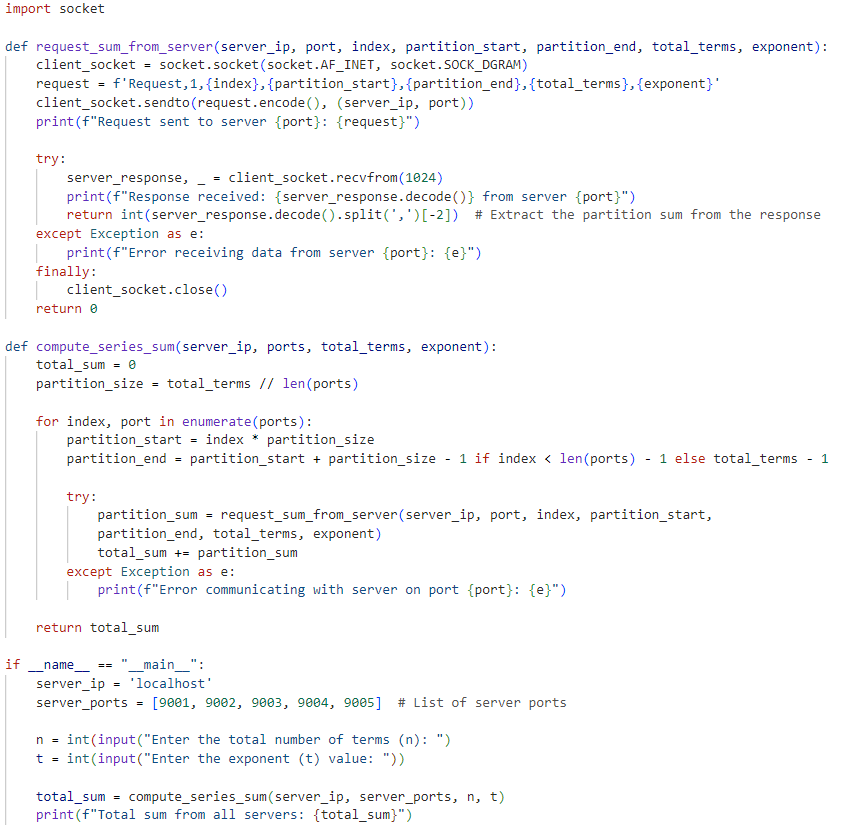 import socket

def request_sum_from_server(server_ip, port, index, partition_start, partition_end, total_terms, exponent):
    client_socket = socket.socket(socket.AF_INET, socket.SOCK_DGRAM)
    request = f'Request,1,{index},{partition_start},{partition_end},{total_terms},{exponent}'
    client_socket.sendto(request.encode(), (server_ip, port))
    print(f"Request sent to server {port}: {request}")

    try:
        server_response, _ = client_socket.recvfrom(1024)
        print(f"Response received: {server_response.decode()} from server {port}")
        return int(server_response.decode().split(',')[-2])  # Extract the partition sum from the response
    except Exception as e:
        print(f"Error receiving data from server {port}: {e}")
    finally:
        client_socket.close()
    return 0

def compute_series_sum(server_ip, ports, total_terms, exponent):
    total_sum = 0
    partition_size = total_terms // len(ports)

    for index, port in enumerate(ports):
        partition_start = index * partition_size
        partition_end = partition_start + partition_size - 1 if index < len(ports) - 1 else total_terms - 1

        try:
            partition_sum = request_sum_from_server(server_ip, port, index, partition_start,
            partition_end, total_terms, exponent)
            total_sum += partition_sum
        except Exception as e:
            print(f"Error communicating with server on port {port}: {e}")

    return total_sum

if __name__ == "__main__":
    server_ip = 'localhost'
    server_ports = [9001, 9002, 9003, 9004, 9005]  # List of server ports

    n = int(input("Enter the total number of terms (n): ")
    t = int(input("Enter the exponent (t) value: "))

    total_sum = compute_series_sum(server_ip, server_ports, n, t)
    print(f"Total sum from all servers: {total_sum}")